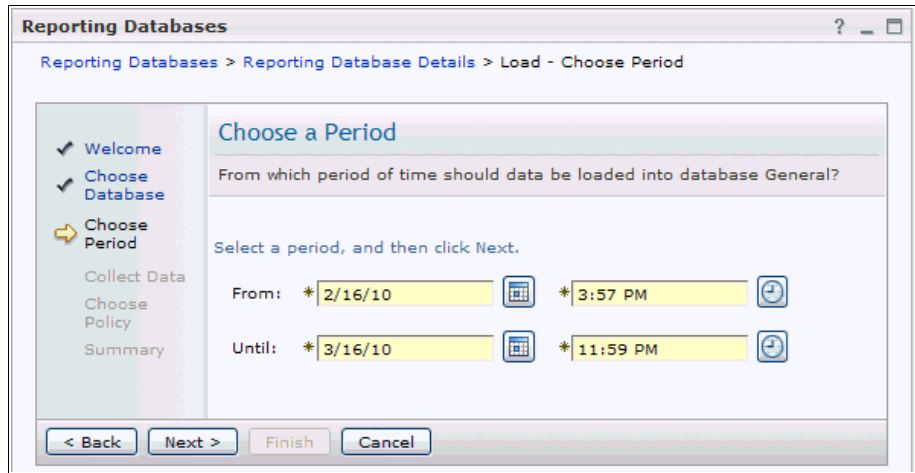 Reporting Databases ?
Reporting Databases > Reporting Database Details > Load - Choose Period
Welcome
Choose
Database
Choose
Period
Collect Data
Choose
Policy
Summary
Choose a Period
From which period of time should data be loaded into database General?
Select a period, and then click Next.
From: * 2/16/10 * 3:57 PM
Until: * 3/16/10 * 11:59 PM
< Back Next > Finish Cancel